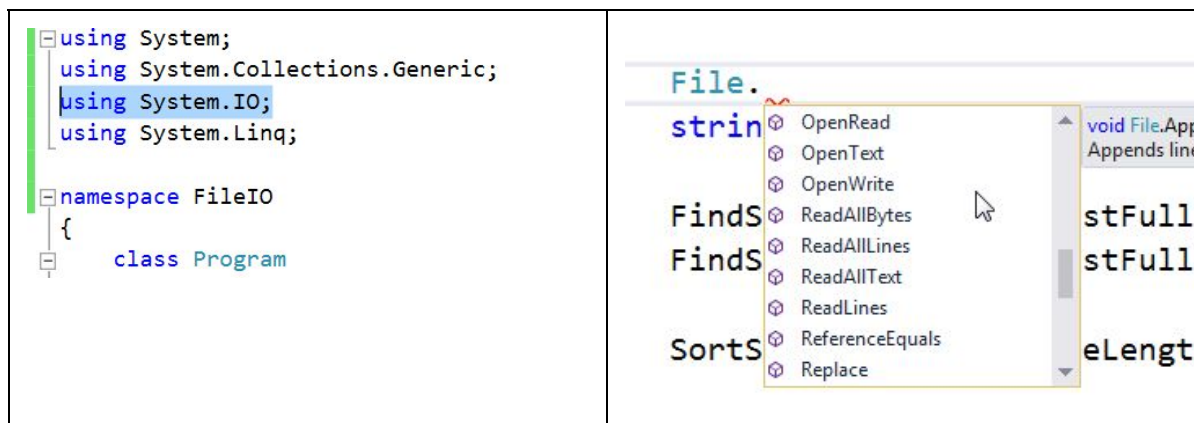 using System;
using System.Collections.Generic;
using System.IO;
using System.Linq;
namespace FileIO
{
class Program
File.
strin
OpenRead
void File.App
OpenText
Appends line
OpenWrite
FindS
ReadAllBytes
stFull
ReadAllLines
FindS
stFull
ReadAllText
ReadLines
ReferenceEquals
SortS
eLengt
Replace